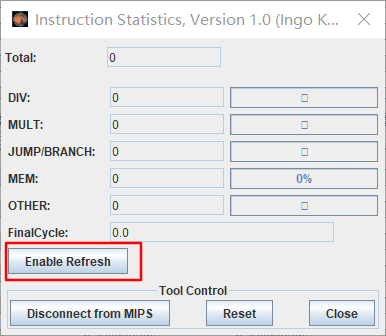 Instruction Statistics, Version 1.0 (Ingo K...
Total: 0
DIV: 0
MULT: 0
JUMP/BRANCH: 0
MEM: 0 0%
OTHER: 0
FinalCycle: 0.0
Enable Refresh
Tool Control
Disconnect from MIPS Reset Close